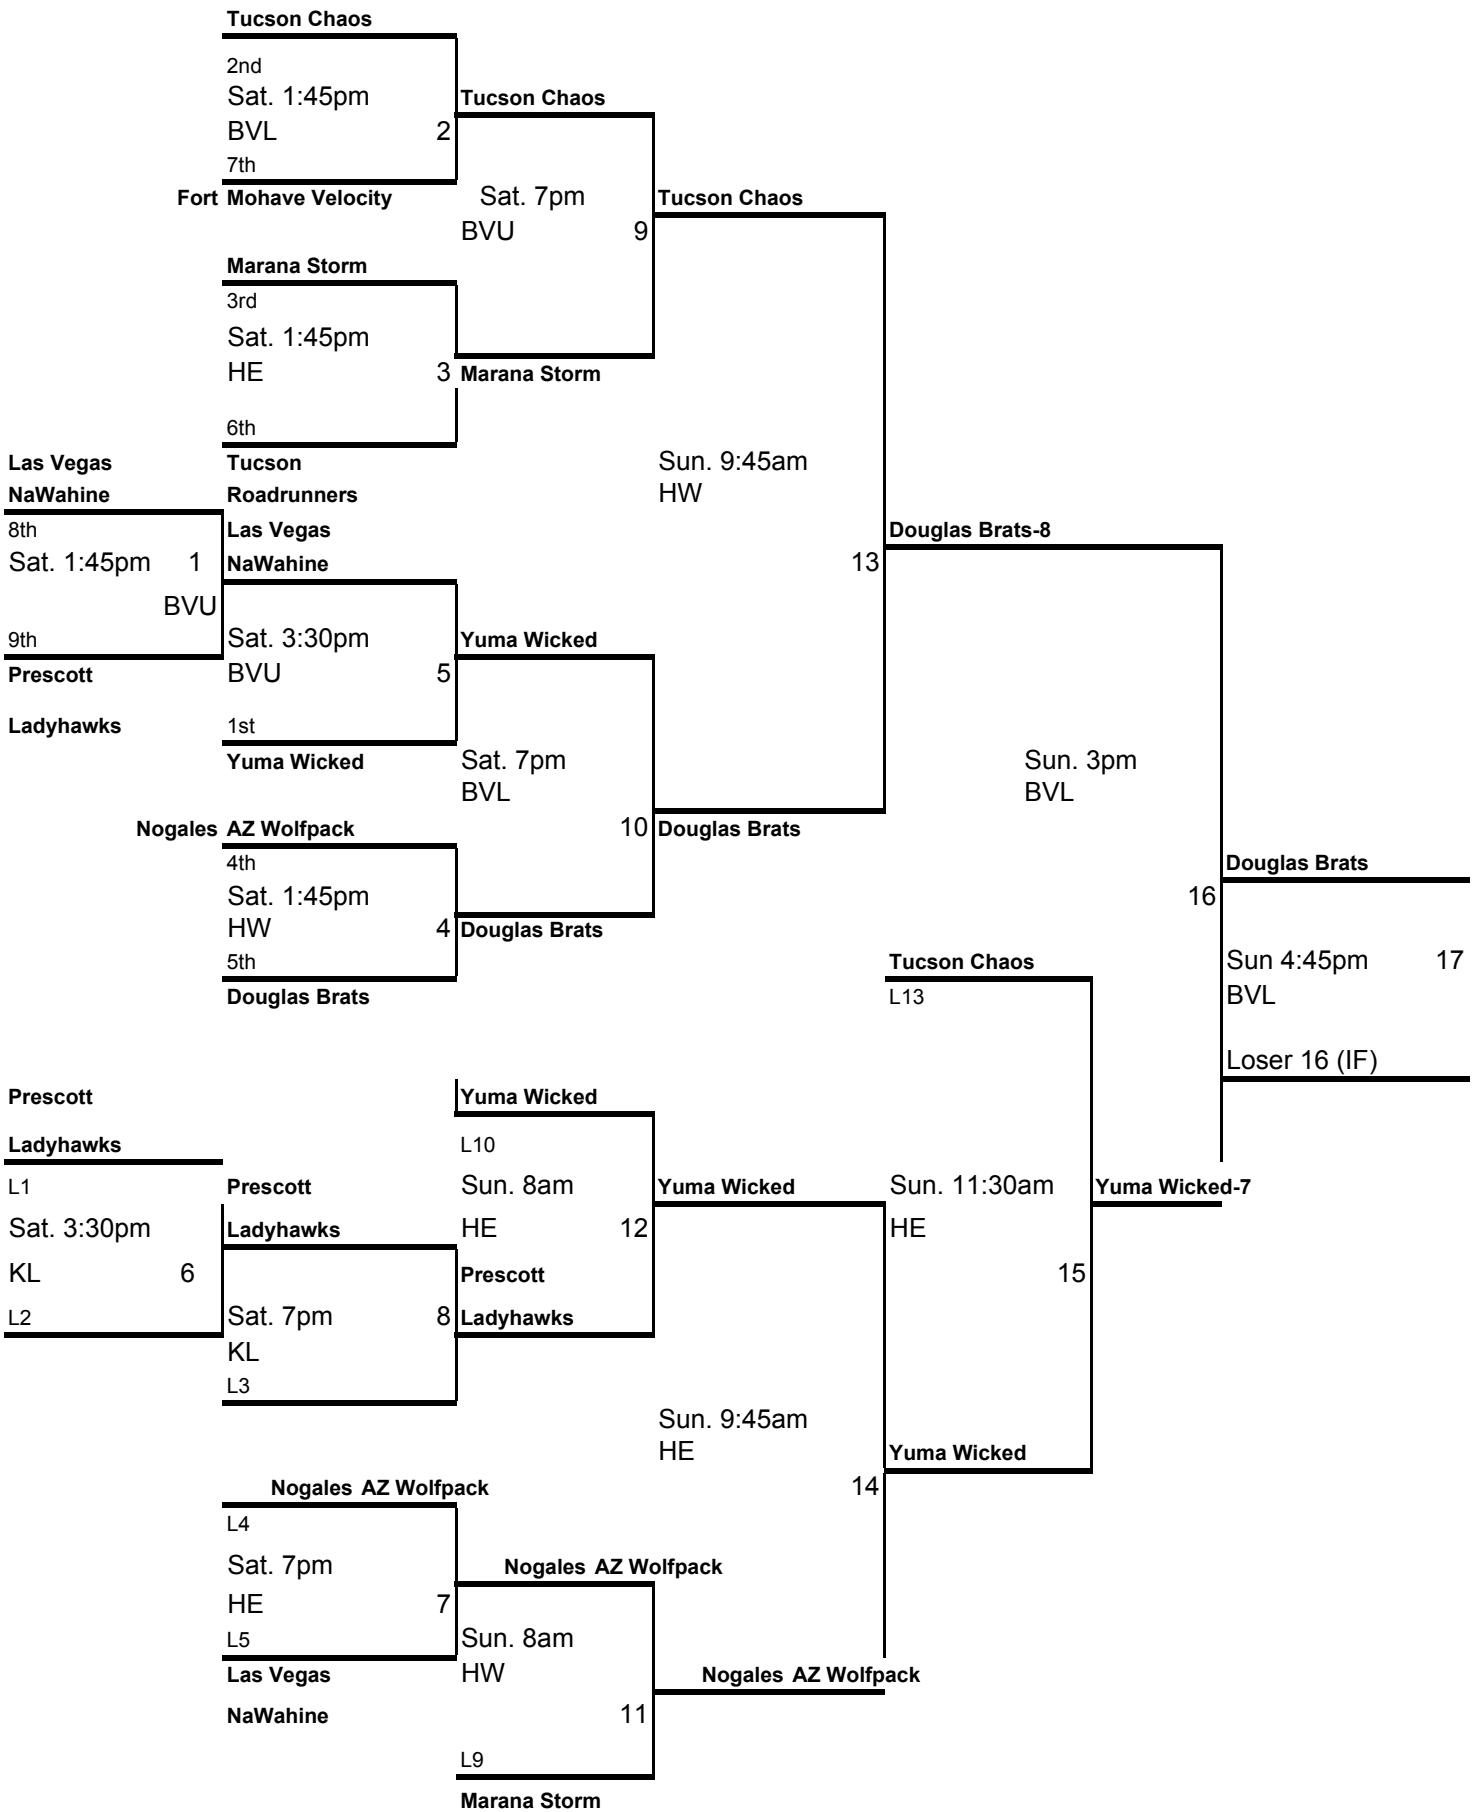 Tucson Chaos
2nd
Sat. 1:45pm
Tucson Chaos
BVL 2
7th
Fort Mohave Velocity
Sat. 7pm
Tucson Chaos
BVU 9
Marana Storm
3rd
Sat. 1:45pm
HE 3
Marana Storm
6th
Las Vegas
NaWahine
Tucson
Roadrunners
Sun. 9:45am
HW
8th
Las Vegas
NaWahine
Douglas Brats-8
Sat. 1:45pm 1
13
BVU
9th
Sat. 3:30pm
Yuma Wicked
Prescott
BVU 5
Ladyhawks
1st
Yuma Wicked
Sat. 7pm
BVL
Sun. 3pm
BVL
Nogales AZ Wolfpack
10
Douglas Brats
4th
Douglas Brats
Sat. 1:45pm
16
HW 4
Douglas Brats
5th
Tucson Chaos
Sun 4:45pm 17
Douglas Brats
L13
BVL
Loser 16 (IF)
Prescott
Ladyhawks
Yuma Wicked
L10
L1
Prescott
Ladyhawks
Sun. 8am
Yuma Wicked
Sun. 11:30am
Yuma Wicked-7
Sat. 3:30pm
HE 12
HE
KL 6
Prescott
Ladyhawks
15
L2
Sat. 7pm 8
KL
L3
Sun. 9:45am
HE
Yuma Wicked
Nogales AZ Wolfpack
14
L4
Sat. 7pm
Nogales AZ Wolfpack
HE 7
L5
Sun. 8am
Las Vegas
NaWahine
HW
Nogales AZ Wolfpack
11
L9
Marana Storm